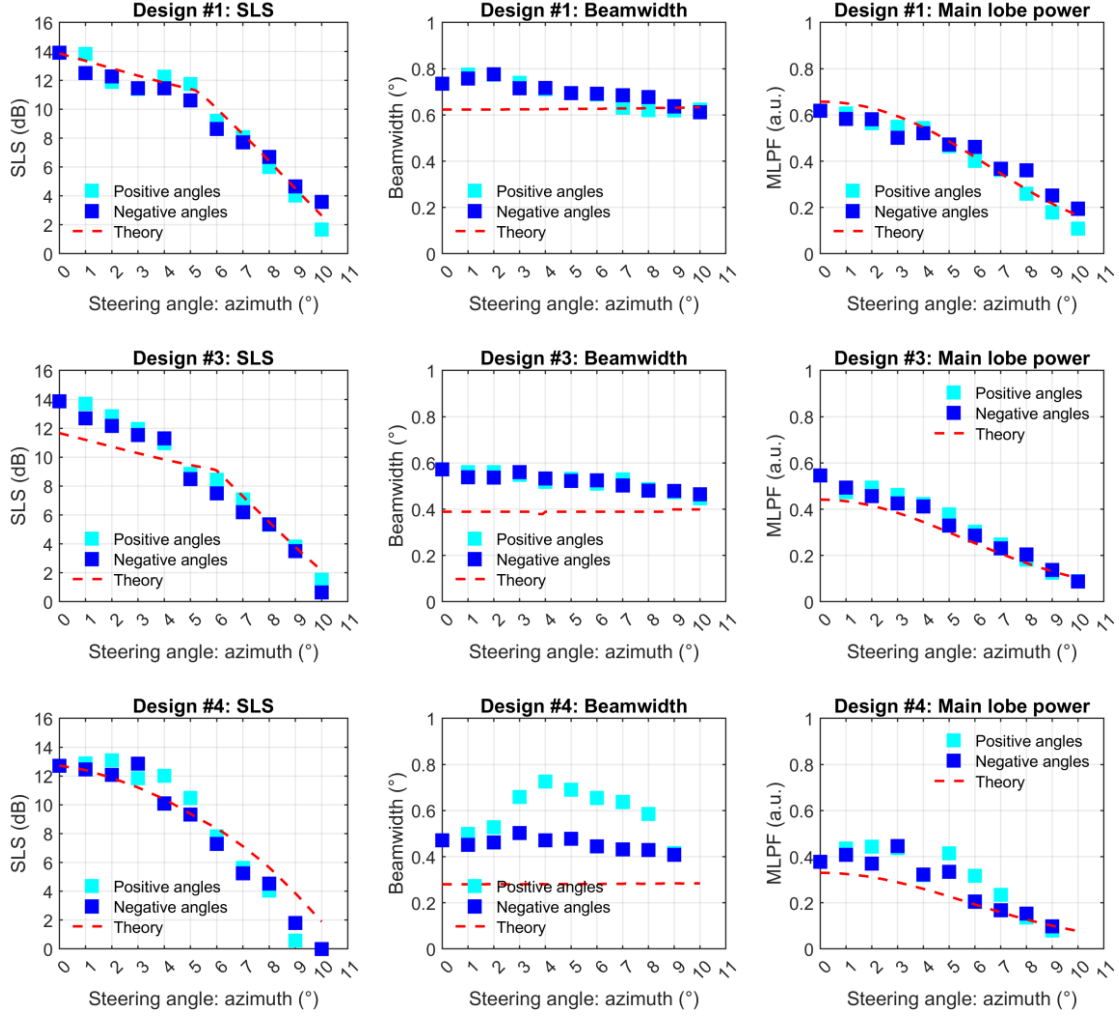 Design #1: SLS
SLS (dB)
16
14
12
10
8
6
4
2
0
Positive angles
Negative angles
Theory
0 1 2 3 4 5 6 7 8 9 10 11
Steering angle: azimuth (°)
Design #1: Beamwidth
Beamwidth (°)
1
0.8
0.6
0.4
0.2
0
Positive angles
Negative angles
Theory
0 1 2 3 4 5 6 7 8 9 10 11
Steering angle: azimuth (°)
Design #1: Main lobe power
MLPF (a.u.)
1
0.8
0.6
0.4
0.2
0
Positive angles
Negative angles
Theory
0 1 2 3 4 5 6 7 8 9 10 11
Steering angle: azimuth (°)
Design #3: SLS
SLS (dB)
16
14
12
10
8
6
4
2
0
Positive angles
Negative angles
Theory
0 1 2 3 4 5 6 7 8 9 10 11
Steering angle: azimuth (°)
Design #3: Beamwidth
Beamwidth (°)
1
0.8
0.6
0.4
0.2
0
Positive angles
Negative angles
Theory
0 1 2 3 4 5 6 7 8 9 10 11
Steering angle: azimuth (°)
Design #3: Main lobe power
MLPF (a.u.)
1
0.8
0.6
0.4
0.2
0
Positive angles
Negative angles
Theory
0 1 2 3 4 5 6 7 8 9 10 11
Steering angle: azimuth (°)
Design #4: SLS
SLS (dB)
16
14
12
10
8
6
4
2
0
Positive angles
Negative angles
Theory
0 1 2 3 4 5 6 7 8 9 10 11
Steering angle: azimuth (°)
Design #4: Beamwidth
Beamwidth (°)
1
0.8
0.6
0.4
0.2
0
Positive angles
Negative angles
Theory
0 1 2 3 4 5 6 7 8 9 10 11
Steering angle: azimuth (°)
Design #4: Main lobe power
MLPF (a.u.)
1
0.8
0.6
0.4
0.2
0
Positive angles
Negative angles
Theory
0 1 2 3 4 5 6 7 8 9 10 11
Steering angle: azimuth (°)